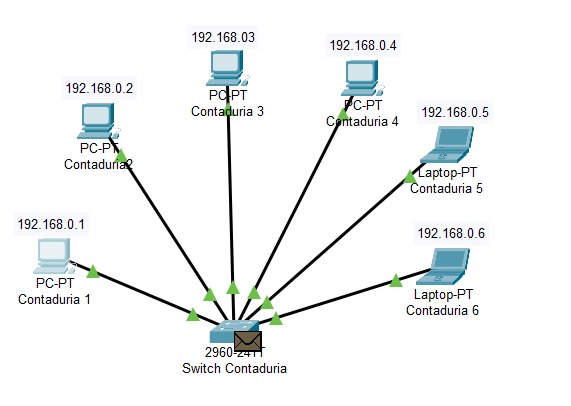 192.168.03
PC-PT
Contaduria 3
192.168.0.4
PC-PT
Contaduria 4
192.168.0.2
PC-PT
Contaduria2
192.168.0.5
Laptop-PT
Contaduria 5
192.168.0.1
PC-PT
Contaduria 1
192.168.0.6
Laptop-PT
Contaduria 6
2960-24TT
Switch Contaduria